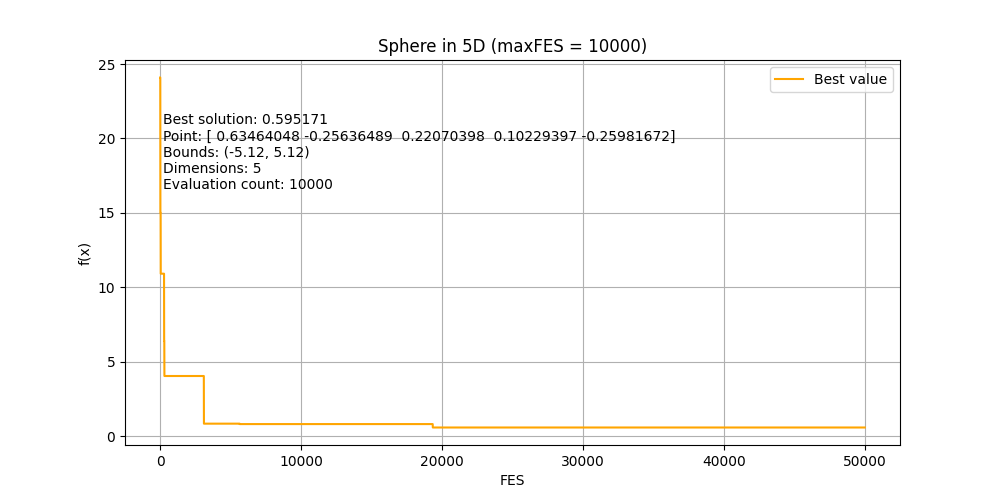 Sphere in 5D (maxFES = 10000)
Best value
Best solution: 0.595171
Point: [ 0.63464048 -0.25636489  0.22070398  0.10229397 -0.25981672]
Bounds: (-5.12, 5.12)
Dimensions: 5
Evaluation count: 10000
f(x)
25
20
15
10
5
0
0 10000 20000 30000 40000 50000
FES